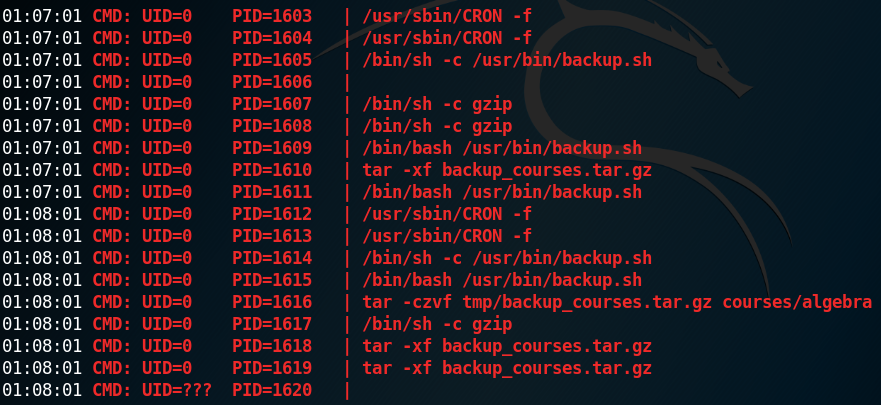 01:07:01 CMD: UID=0    PID=1603   | /usr/sbin/CRON -f
01:07:01 CMD: UID=0    PID=1604   | /usr/sbin/CRON -f
01:07:01 CMD: UID=0    PID=1605   | /bin/sh -c /usr/bin/backup.sh
01:07:01 CMD: UID=0    PID=1606   |
01:07:01 CMD: UID=0    PID=1607   | /bin/sh -c gzip
01:07:01 CMD: UID=0    PID=1608   | /bin/sh -c gzip
01:07:01 CMD: UID=0    PID=1609   | /bin/bash /usr/bin/backup.sh
01:07:01 CMD: UID=0    PID=1610   | tar -xf backup_courses.tar.gz
01:07:01 CMD: UID=0    PID=1611   | /bin/bash /usr/bin/backup.sh
01:08:01 CMD: UID=0    PID=1612   | /usr/sbin/CRON -f
01:08:01 CMD: UID=0    PID=1613   | /usr/sbin/CRON -f
01:08:01 CMD: UID=0    PID=1614   | /bin/sh -c /usr/bin/backup.sh
01:08:01 CMD: UID=0    PID=1615   | /bin/bash /usr/bin/backup.sh
01:08:01 CMD: UID=0    PID=1616   | tar -czvf tmp/backup_courses.tar.gz courses/algebra
01:08:01 CMD: UID=0    PID=1617   | /bin/sh -c gzip
01:08:01 CMD: UID=0    PID=1618   | tar -xf backup_courses.tar.gz
01:08:01 CMD: UID=0    PID=1619   | tar -xf backup_courses.tar.gz
01:08:01 CMD: UID=???  PID=1620   |